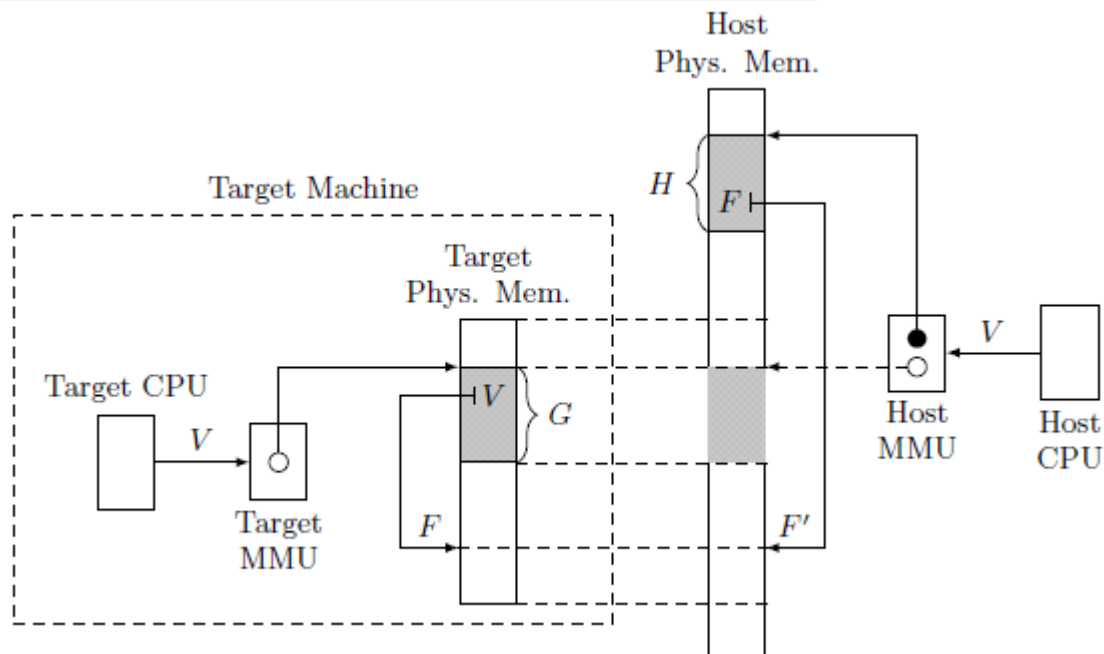 Host
Phys. Mem.
H
F
Target Machine
Target
Phys. Mem.
Target CPU
V
V
G
V
Target
MMU
F
F′
Host
MMU
Host
CPU